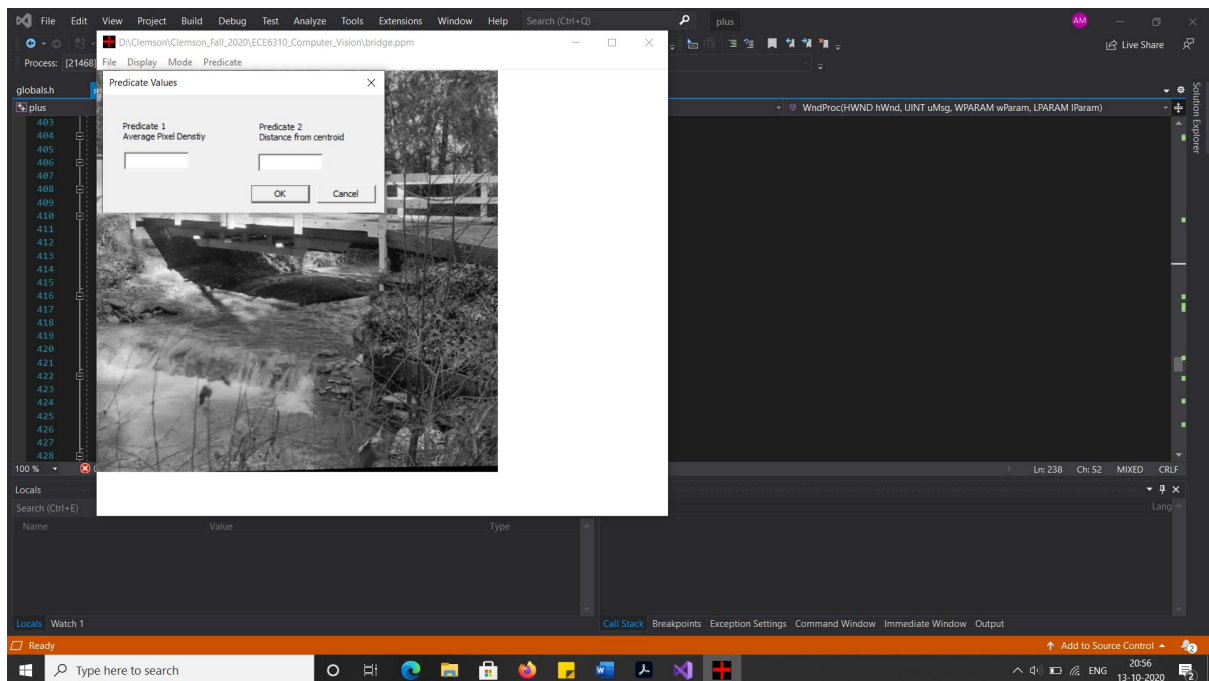 File Edit View Project Build Debug Test Analyze Tools Extensions Window Help Search (Ctrl+Q) plus AM
D:\Clemson\Clemson_Fall_2020\ECE6310_Computer_Vision\bridge.ppm
Live Share
Process: [21468]
File Display Mode Predicate
Predicate Values
globals.h
Solution Explorer
plus
WndProc(HWND hWnd, UINT uMsg, WPARAM wParam, LPARAM lParam)
403
404
405
406
407
408
409
410
411
412
413
414
415
416
417
418
419
420
421
422
423
424
425
426
427
428
Predicate 1
Average Pixel Denstiy
Predicate 2
Distance from centroid
OK Cancel
100 %
Ln: 238 Ch: 52 MIXED CRLF
Locals
Search (Ctrl+E)
Lang
Name Value Type
Locals Watch 1
Call Stack Breakpoints Exception Settings Command Window Immediate Window Output
Ready
Add to Source Control
2
Type here to search
ENG
20:56
13-10-2020
2